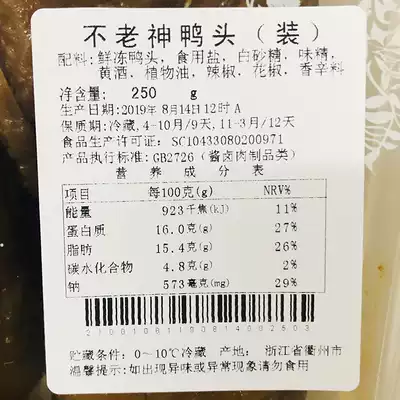 不老神鸭头（装）
配料：鲜冻鸭头，食用盐，白砂糖，味精，
黄酒，植物油，辣椒，花椒，香辛料
净含量： 250 g
生产日期：2019年 8月14日12时 A
保质期：冷藏，4-10月/9天，11-3月/12天
食品生产许可证： SC10433080200971
产品执行标准：GB2726（酱卤肉制品类）
营 养 成 分 表
项目 每100克(g) NRV%
能量 923千焦(kJ) 11%
蛋白质 16.0克(g) 27%
脂肪 15.4克(g) 26%
碳水化合物 4.8克(g) 2%
钠 573毫克(mg) 29%
贮藏条件：0～10℃冷藏 产地： 浙江省衢州市
温馨提示：如出现异味或异常现象请勿食用